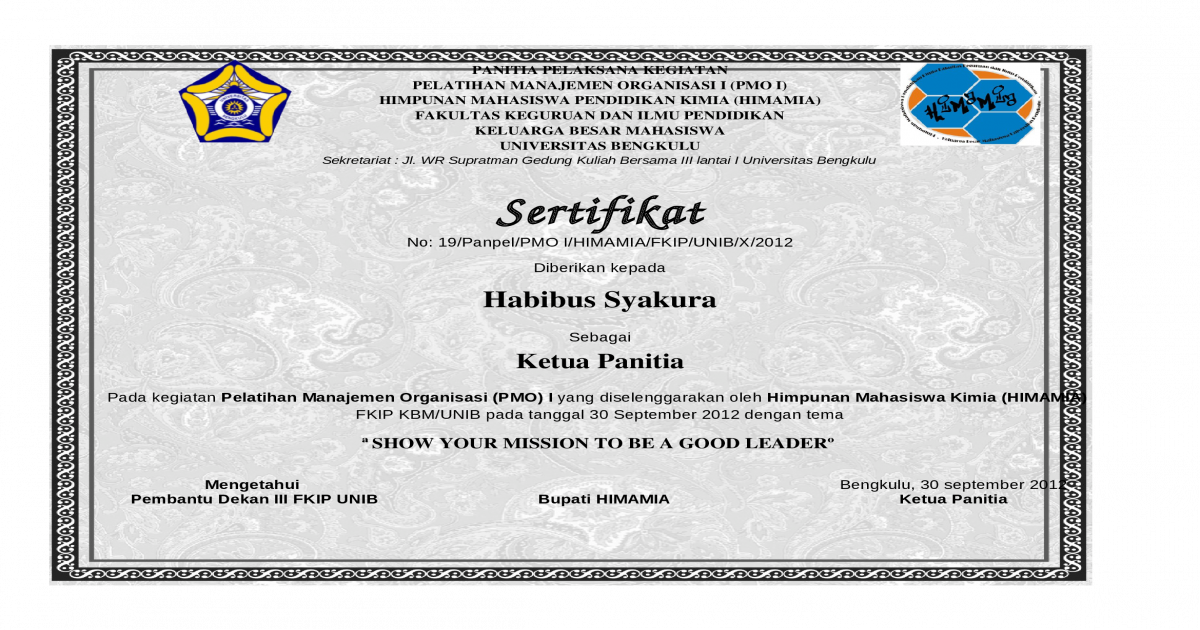 PANITIA PELAKSANA KEGIATAN
PELATIHAN MANAJEMEN ORGANISASI I (PMO I)
HIMPUNAN MAHASISWA PENDIDIKAN KIMIA (HIMAMIA)
FAKULTAS KEGURUAN DAN ILMU PENDIDIKAN
KELUARGA BESAR MAHASISWA
UNIVERSITAS BENGKULU
Sekretariat : Jl. WR Supratman Gedung Kuliah Bersama III lantai I Universitas Bengkulu
HIMAMIA
Sertifikat
No: 19/Panpel/PMO I/HIMAMIA/FKIP/UNIB/X/2012
Diberikan kepada
Habibus Syakura
Sebagai
Ketua Panitia
Pada kegiatan Pelatihan Manajemen Organisasi (PMO) I yang diselenggarakan oleh Himpunan Mahasiswa Kimia (HIMAMIA)
FKIP KBM/UNIB pada tanggal 30 September 2012 dengan tema
ª SHOW YOUR MISSION TO BE A GOOD LEADERº
Mengetahui
Pembantu Dekan III FKIP UNIB
Bupati HIMAMIA
Bengkulu, 30 september 2012
Ketua Panitia